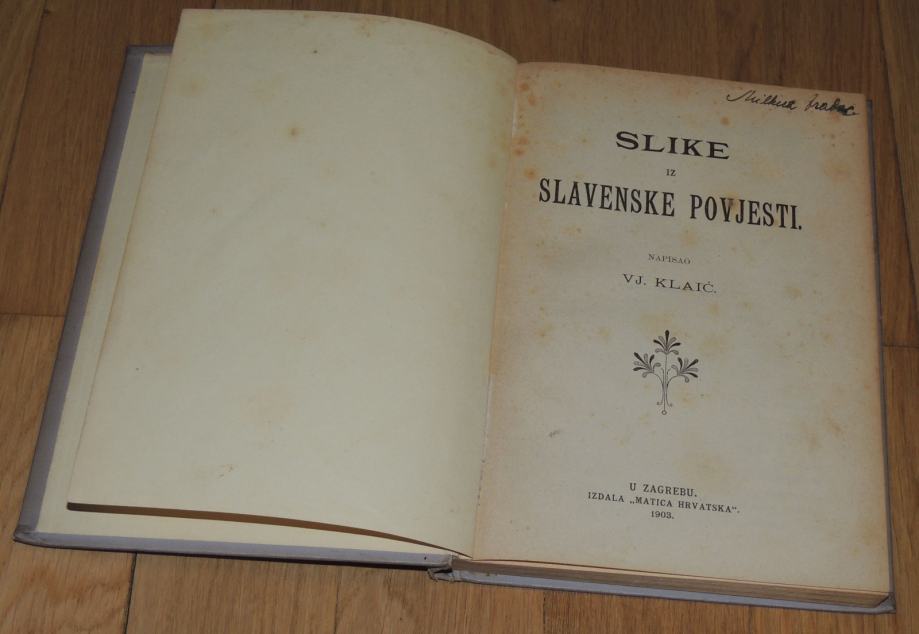 SLIKE
IZ
SLAVENSKE POVJESTI.
NAPISAO
VJ. KLAIĆ.
U ZAGREBU.
IZDALA „MATICA HRVATSKA“.
1903.